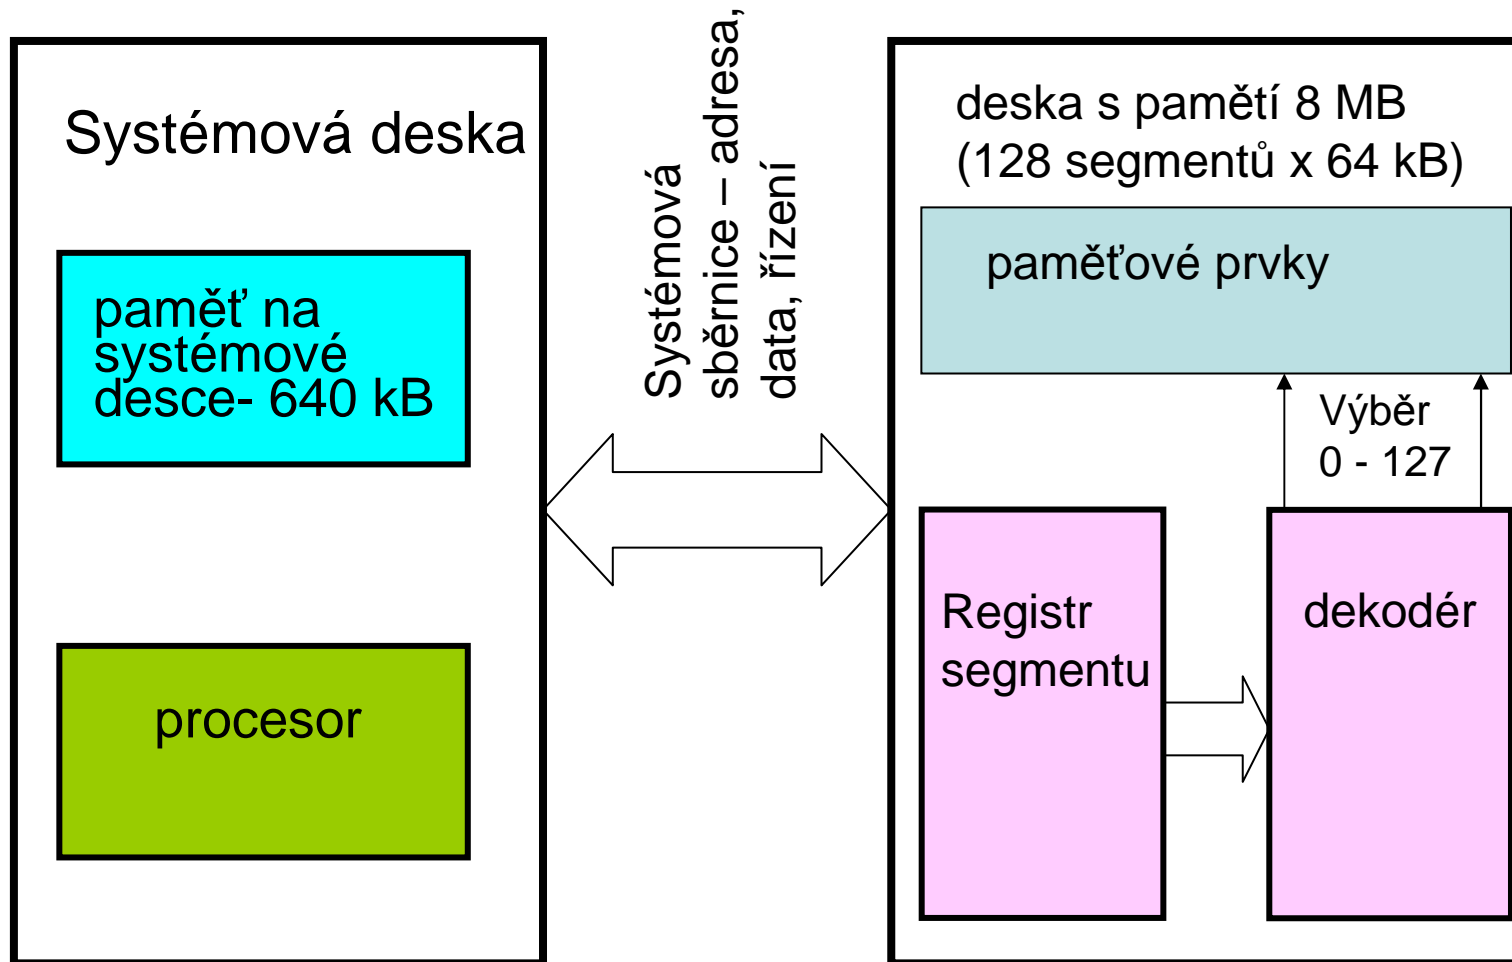 Systémová deska
paměť na
systémové
desce- 640 kB
procesor
Systémová
sběrnice – adresa,
data, řízení
deska s pamětí 8 MB
(128 segmentů x 64 kB)
paměťové prvky
Výběr
0 - 127
Registr
segmentu
dekodér